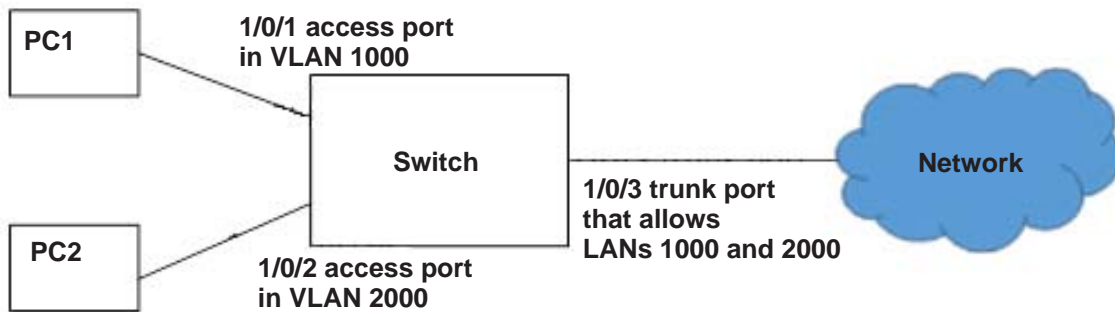 PC1
1/0/1 access port
in VLAN 1000
Switch
Network
1/0/3 trunk port
that allows
LANs 1000 and 2000
PC2
1/0/2 access port
in VLAN 2000